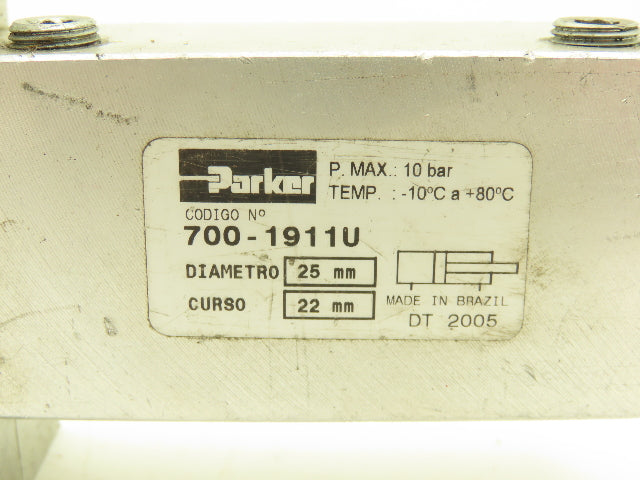 Parker
P. MAX.: 10 bar
TEMP. : -10ºC a +80ºC
CODIGO Nº
700-1911U
DIAMETRO 25 mm
CURSO 22 mm
MADE IN BRAZIL
DT 2005